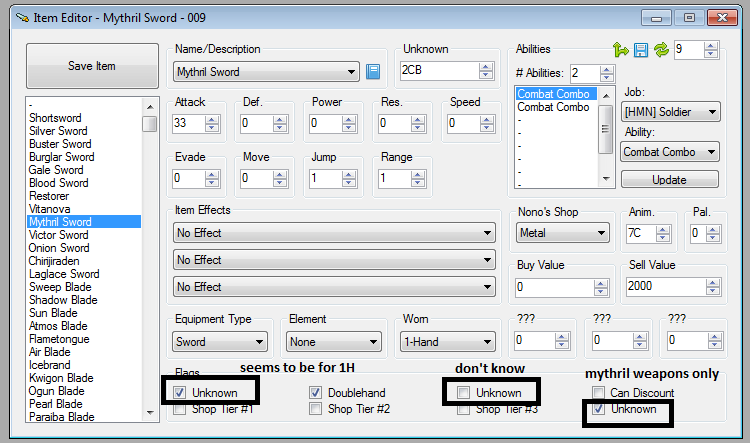 Item Editor - Mythril Sword - 009
Save Item
Name/Description
Mythril Sword
Unknown
2CB
Abilities
9
# Abilities:
2
Combat Combo
Combat Combo
-
-
-
-
-
-
Job:
[HMN] Soldier
Ability:
Combat Combo
Update
Attack
33
Def.
0
Power
0
Res.
0
Speed
0
Evade
0
Move
0
Jump
1
Range
1
-
Shortsword
Silver Sword
Buster Sword
Burglar Sword
Gale Sword
Blood Sword
Restorer
Vitanova
Mythril Sword
Victor Sword
Onion Sword
Chirijiraden
Laglace Sword
Sweep Blade
Shadow Blade
Sun Blade
Atmos Blade
Flametongue
Air Blade
Icebrand
Kwigon Blade
Ogun Blade
Pearl Blade
Paraiba Blade
Item Effects
No Effect
No Effect
No Effect
Nono's Shop
Metal
Anim.
7C
Pal.
0
Buy Value
0
Sell Value
2000
Equipment Type
Sword
Element
None
Worn
1-Hand
???
0
???
0
???
0
Flags
seems to be for 1H
don't know
mythril weapons only
Unknown
Doublehand
Unknown
Can Discount
Shop Tier #1
Shop Tier #2
Shop Tier #3
Unknown